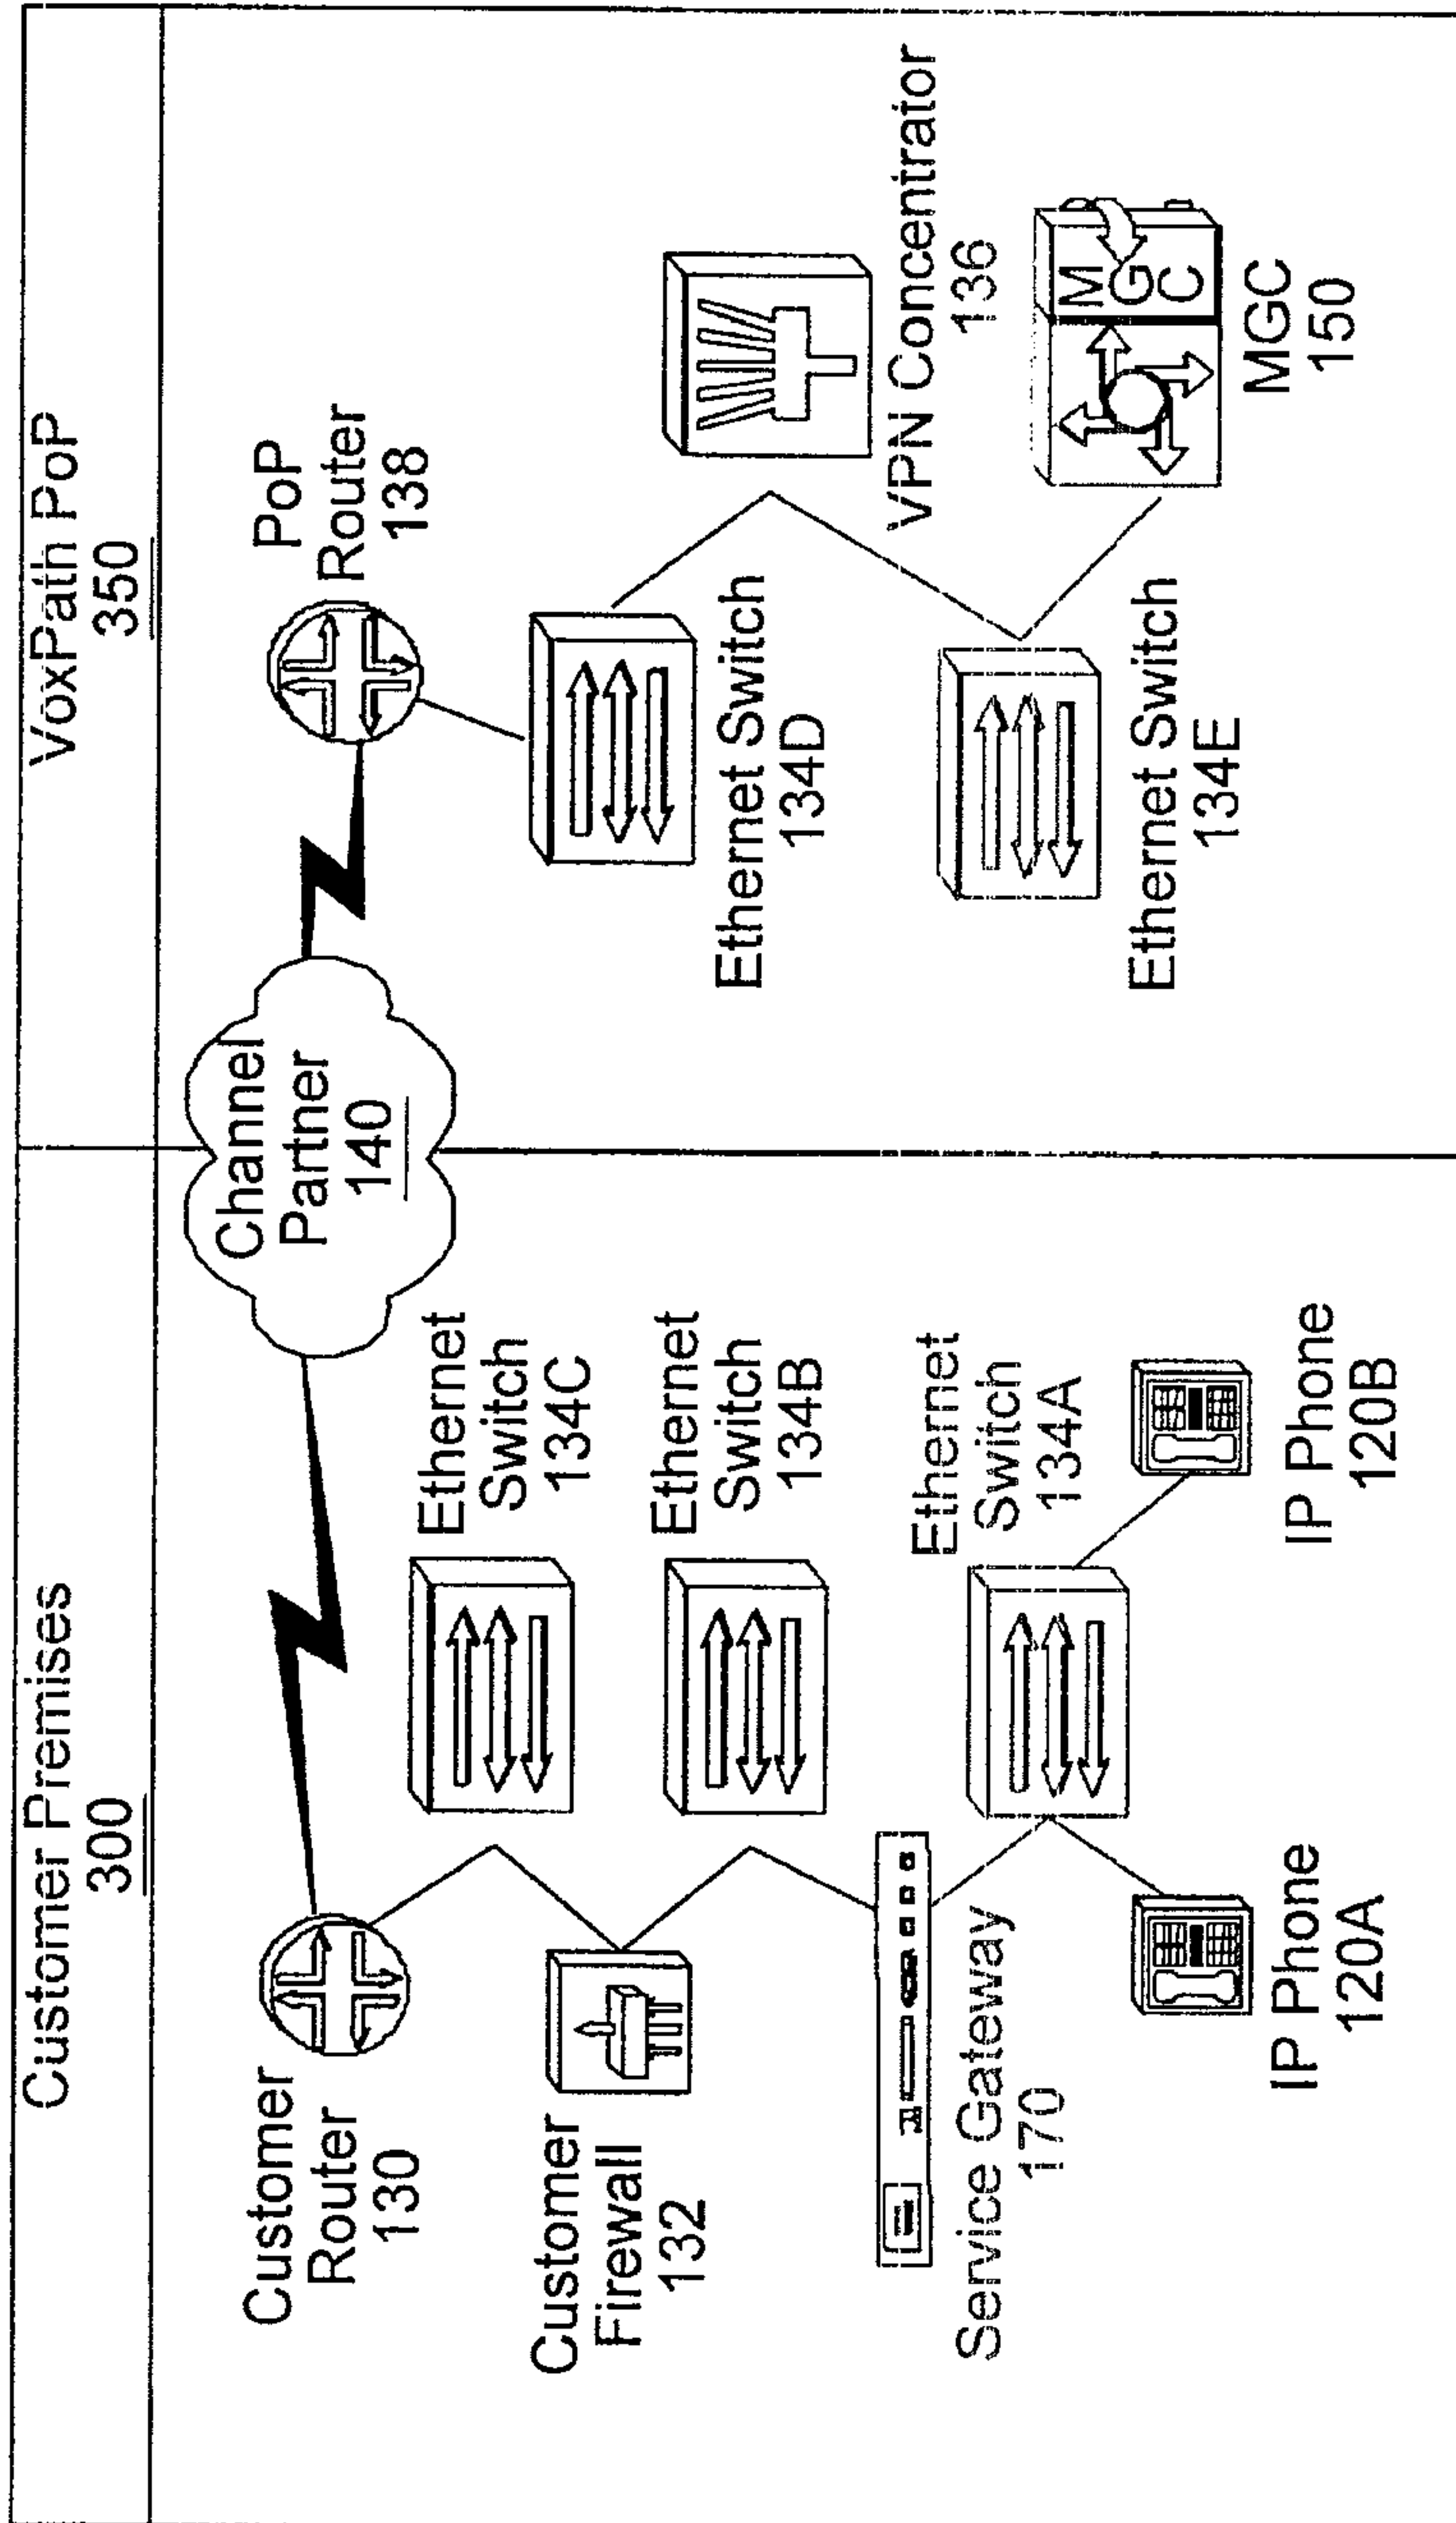 Customer Premises
300
VoxPath PoP
350
Customer
Router
130
Channel
Partner
140
PoP
Router
138
Ethernet
Switch
134C
Customer
Firewall
132
Ethernet
Switch
134B
Ethernet Switch
134D
VPN Concentrator
136
Service Gateway
170
Ethernet
Switch
134A
Ethernet Switch
134E
M
G
C
MGC
150
IP Phone
120A
IP Phone
120B